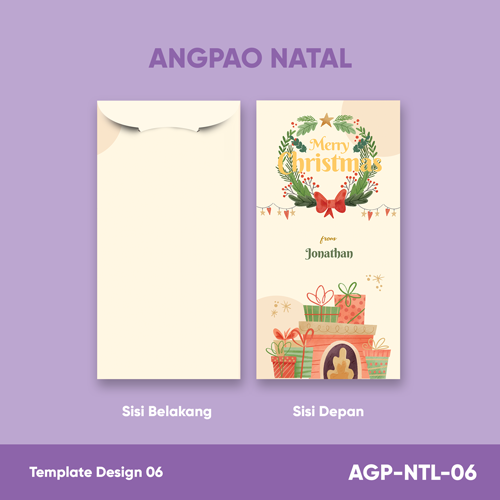 ANGPAO NATAL
Merry
Christmas
from
Jonathan
Sisi Belakang
Sisi Depan
Template Design 06
AGP-NTL-06